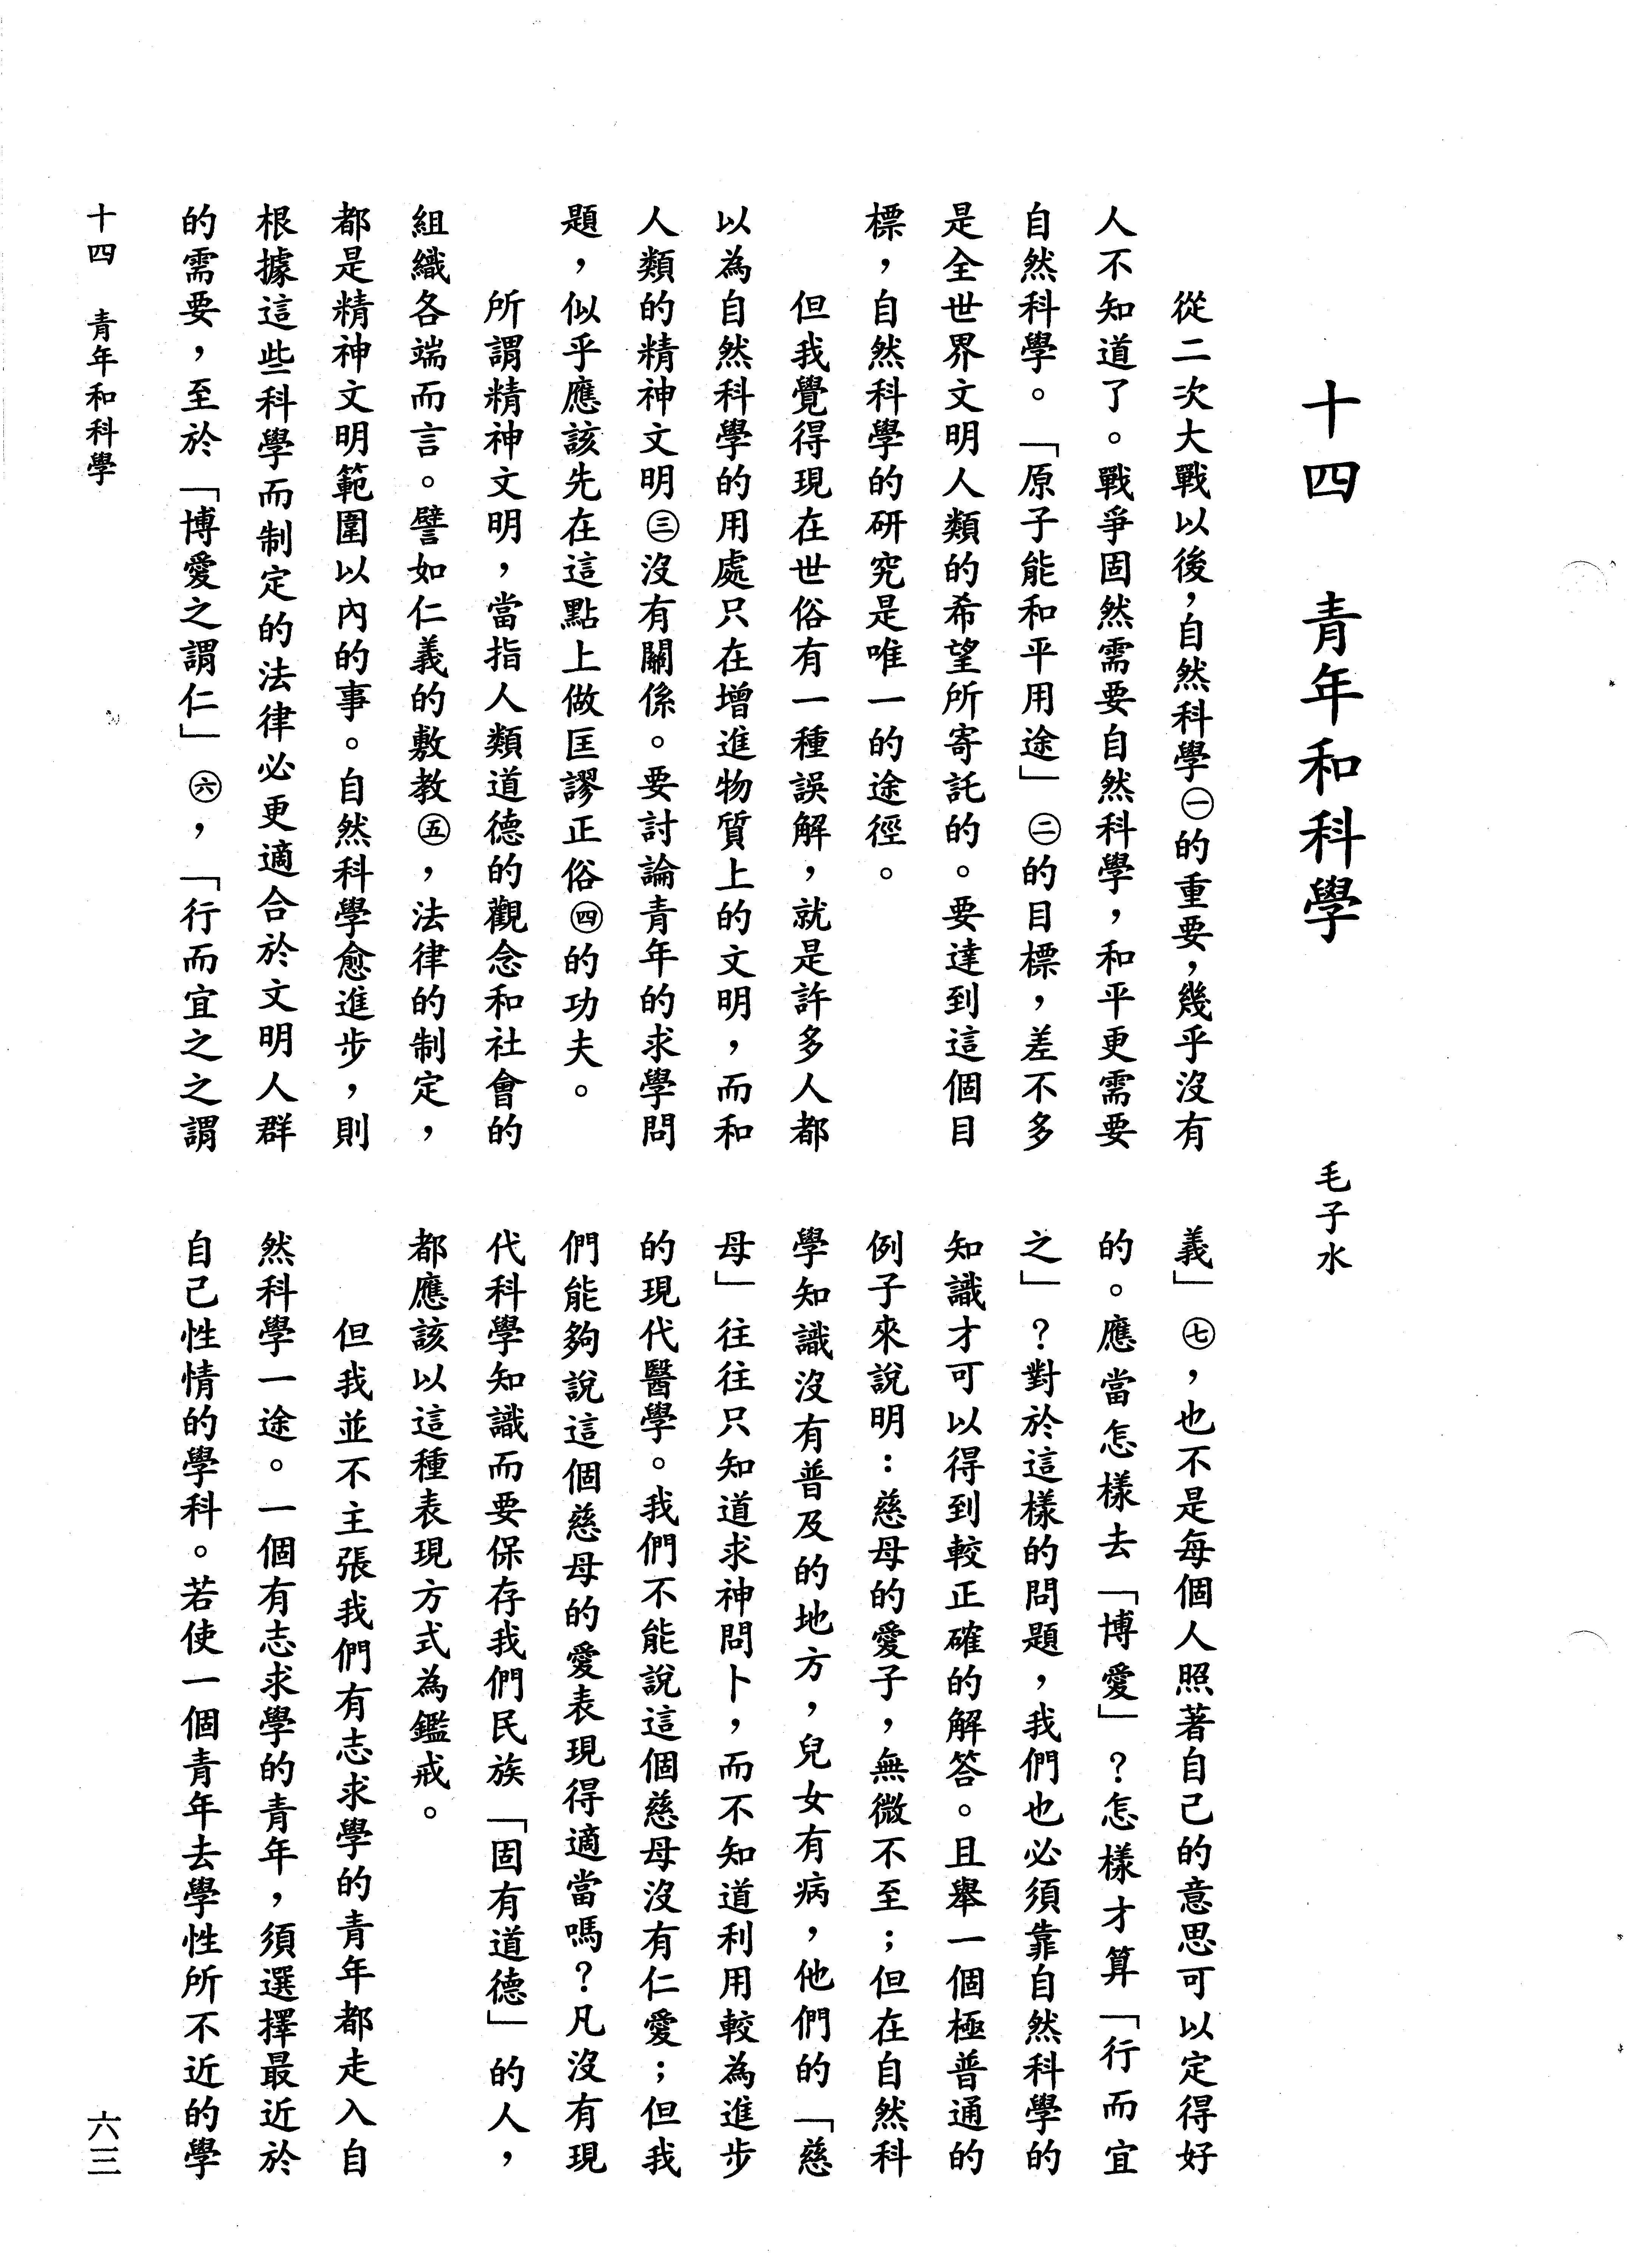 十四　青年和科學
毛子水
從二次大戰以後，自然科學㊀的重要，幾乎沒有
人不知道了。戰爭固然需要自然科學，和平更需要
自然科學。「原子能和平用途」㊁的目標，差不多
是全世界文明人類的希望所寄託的。要達到這個目
標，自然科學的研究是唯一的途徑。
但我覺得現在世俗有一種誤解，就是許多人都
以為自然科學的用處只在增進物質上的文明，而和
人類的精神文明㊂沒有關係。要討論青年的求學問
題，似乎應該先在這點上做匡謬正俗㊃的功夫。
所謂精神文明，當指人類道德的觀念和社會的
組織各端而言。譬如仁義的敷教㊄，法律的制定，
都是精神文明範圍以內的事。自然科學愈進步，則
根據這些科學而制定的法律必更適合於文明人群
的需要，至於「博愛之謂仁」㊅，「行而宜之之謂
義」㊆，也不是每個人照著自己的意思可以定得好
的。應當怎樣去「博愛」？怎樣才算「行而宜
之」？對於這樣的問題，我們也必須靠自然科學的
知識才可以得到較正確的解答。且舉一個極普通的
例子來說明：慈母的愛子，無微不至；但在自然科
學知識沒有普及的地方，兒女有病，他們的「慈
母」往往只知道求神問卜，而不知道利用較為進步
的現代醫學。我們不能說這個慈母沒有仁愛；但我
們能夠說這個慈母的愛表現得適當嗎？凡沒有現
代科學知識而要保存我們民族「固有道德」的人，
都應該以這種表現方式為鑑戒。
但我並不主張我們有志求學的青年都走入自
然科學一途。一個有志求學的青年，須選擇最近於
自己性情的學科。若使一個青年去學性所不近的學
十四　青年和科學
六三